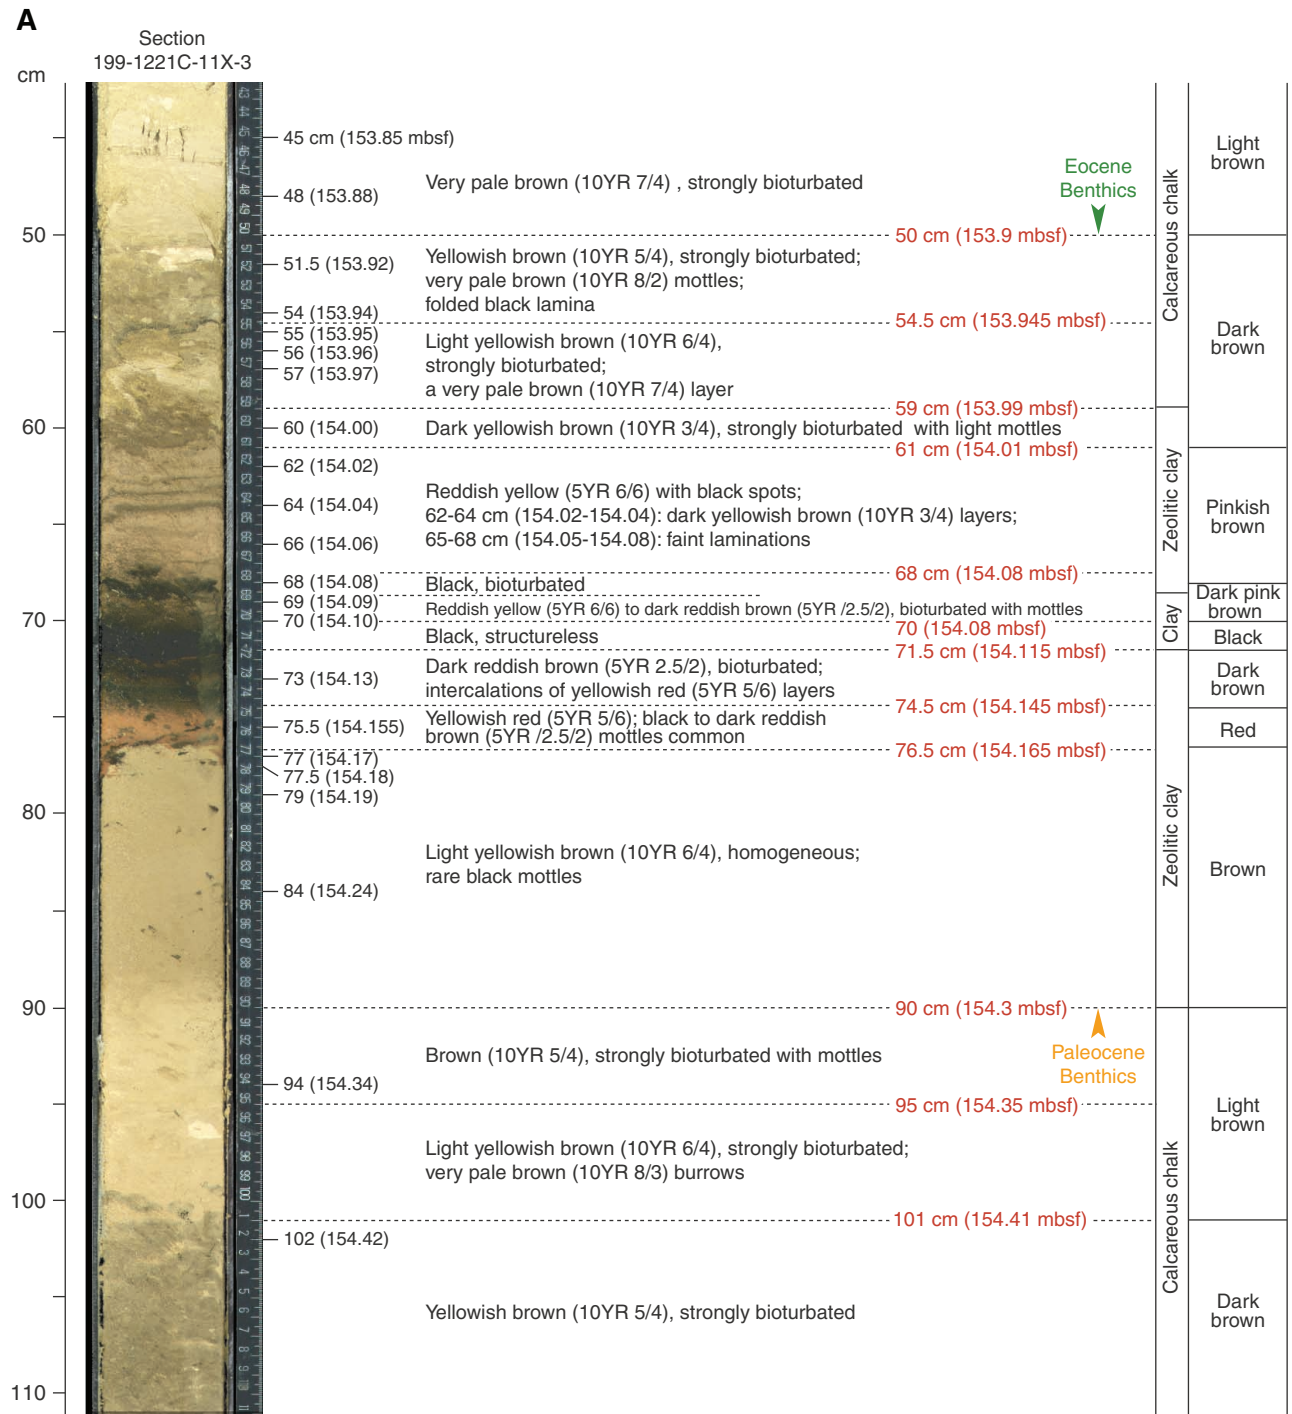 A
Section
199-1221C-11X-3
cm
45 cm (153.85 mbsf)
Light
brown
Eocene
Benthics
Very pale brown (10YR 7/4) , strongly bioturbated
48 (153.88)
Calcareous chalk
50
50 cm (153.9 mbsf)
51.5 (153.92)
Yellowish brown (10YR 5/4), strongly bioturbated;
very pale brown (10YR 8/2) mottles;
folded black lamina
54 (153.94)
54.5 cm (153.945 mbsf)
55 (153.95)
56 (153.96)
57 (153.97)
Light yellowish brown (10YR 6/4),
strongly bioturbated;
a very pale brown (10YR 7/4) layer
Dark
brown
59 cm (153.99 mbsf)
60
60 (154.00)
Dark yellowish brown (10YR 3/4), strongly bioturbated  with light mottles
61 cm (154.01 mbsf)
62 (154.02)
64 (154.04)
66 (154.06)
Reddish yellow (5YR 6/6) with black spots;
62-64 cm (154.02-154.04): dark yellowish brown (10YR 3/4) layers;
65-68 cm (154.05-154.08): faint laminations
Zeolitic clay
Pinkish
brown
68 cm (154.08 mbsf)
68 (154.08)
Black, bioturbated
69 (154.09)
Reddish yellow (5YR 6/6) to dark reddish brown (5YR /2.5/2), bioturbated with mottles
Dark pink
brown
70
70 (154.10)
70 (154.08 mbsf)
Black, structureless
Clay
Black
71.5 cm (154.115 mbsf)
73 (154.13)
Dark reddish brown (5YR 2.5/2), bioturbated;
intercalations of yellowish red (5YR 5/6) layers
Dark
brown
74.5 cm (154.145 mbsf)
75.5 (154.155)
Yellowish red (5YR 5/6); black to dark reddish
brown (5YR /2.5/2) mottles common
Red
76.5 cm (154.165 mbsf)
77 (154.17)
77.5 (154.18)
79 (154.19)
80
Light yellowish brown (10YR 6/4), homogeneous;
rare black mottles
84 (154.24)
Zeolitic clay
Brown
90
90 cm (154.3 mbsf)
Paleocene
Benthics
Brown (10YR 5/4), strongly bioturbated with mottles
94 (154.34)
95 cm (154.35 mbsf)
Light
brown
Light yellowish brown (10YR 6/4), strongly bioturbated;
very pale brown (10YR 8/3) burrows
Calcareous chalk
100
101 cm (154.41 mbsf)
102 (154.42)
Yellowish brown (10YR 5/4), strongly bioturbated
Dark
brown
110